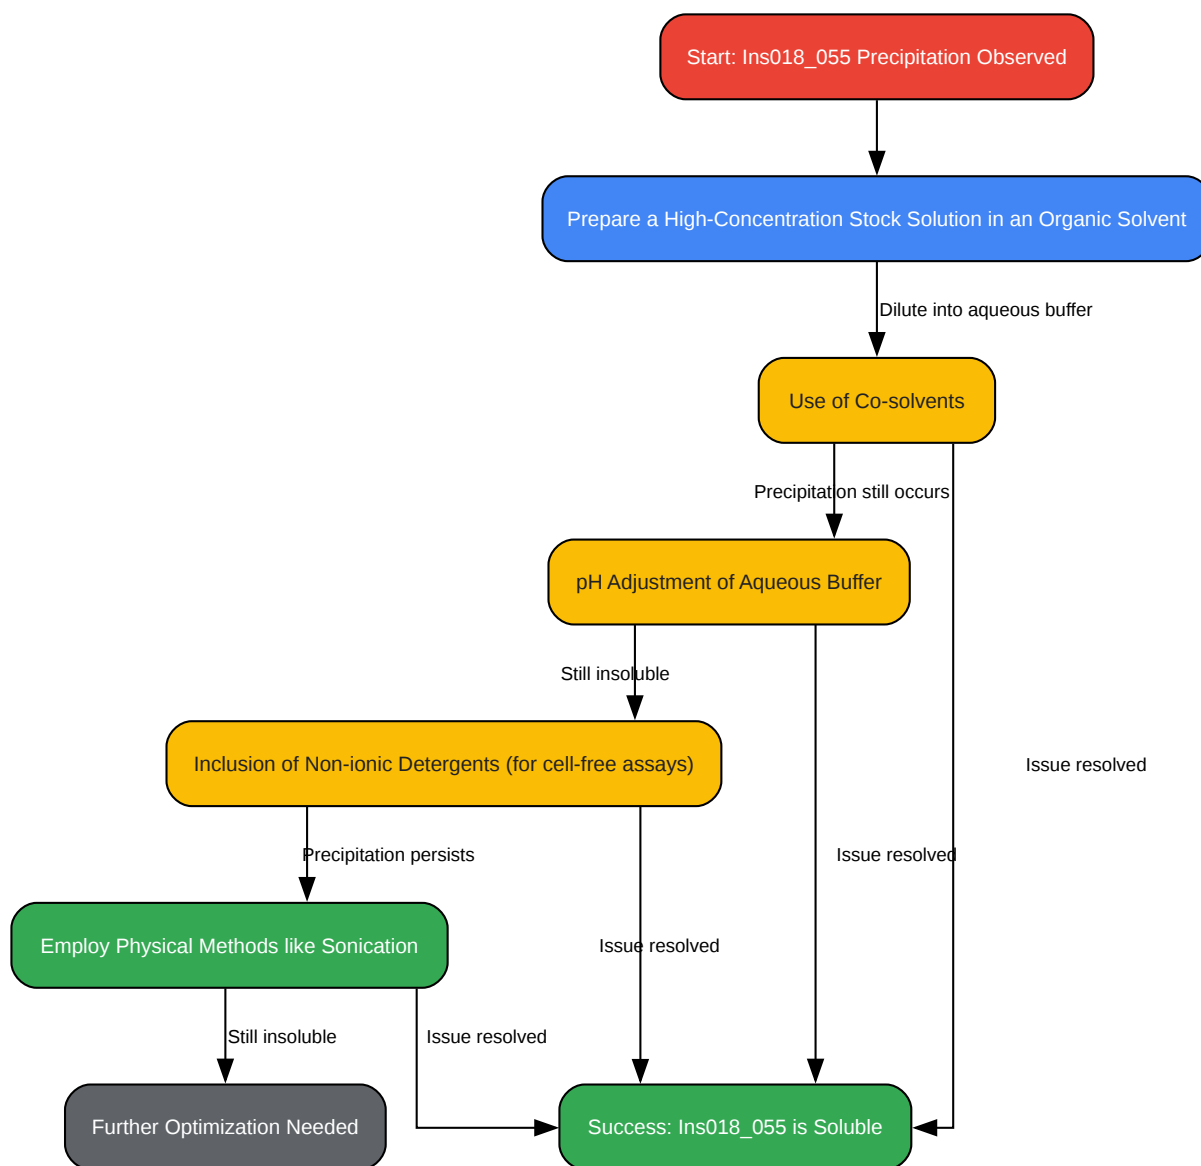 Start: Ins018_055 Precipitation Observed
Prepare a High-Concentration Stock Solution in an Organic Solvent
Dilute into aqueous buffer
Use of Co-solvents
Precipitation still occurs
pH Adjustment of Aqueous Buffer
Still insoluble
Inclusion of Non-ionic Detergents (for cell-free assays)
Issue resolved
Precipitation persists
Issue resolved
Employ Physical Methods like Sonication
Issue resolved
Still insoluble
Issue resolved
Further Optimization Needed
Success: Ins018_055 is Soluble